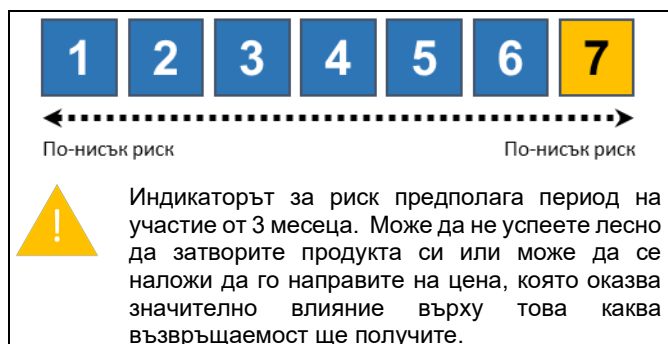 1 2 3 4 5 6 7
По-нисък риск По-нисък риск
!
Индикаторът за риск предполага период на
участие от 3 месеца. Може да не успеете лесно
да затворите продукта си или може да се
наложи да го направите на цена, която оказва
значително влияние върху това каква
възвръщаемост ще получите.